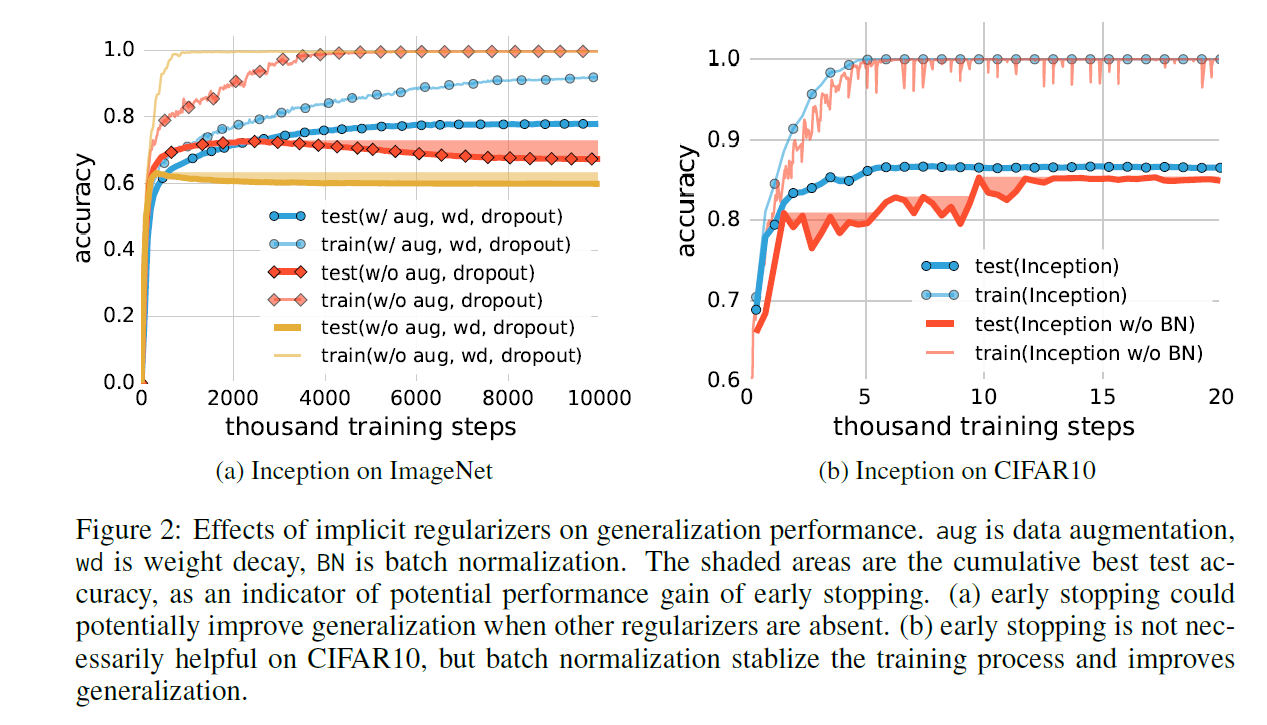 1.0
0.8
0.6
0.4
0.2
0.0
accuracy
test(w/ aug, wd, dropout)
train(w/ aug, wd, dropout)
test(w/o aug, dropout)
train(w/o aug, dropout)
test(w/o aug, wd, dropout)
train(w/o aug, wd, dropout)
0 2000 4000 6000 8000 10000
thousand training steps
(a) Inception on ImageNet
1.0
0.9
0.8
0.7
0.6
accuracy
test(Inception)
train(Inception)
test(Inception w/o BN)
train(Inception w/o BN)
0 5 10 15 20
thousand training steps
(b) Inception on CIFAR10
Figure 2: Effects of implicit regularizers on generalization performance. aug is data augmentation,
wd is weight decay, BN is batch normalization. The shaded areas are the cumulative best test ac-
curacy, as an indicator of potential performance gain of early stopping. (a) early stopping could
potentially improve generalization when other regularizers are absent. (b) early stopping is not nec-
essarily helpful on CIFAR10, but batch normalization stablize the training process and improves
generalization.